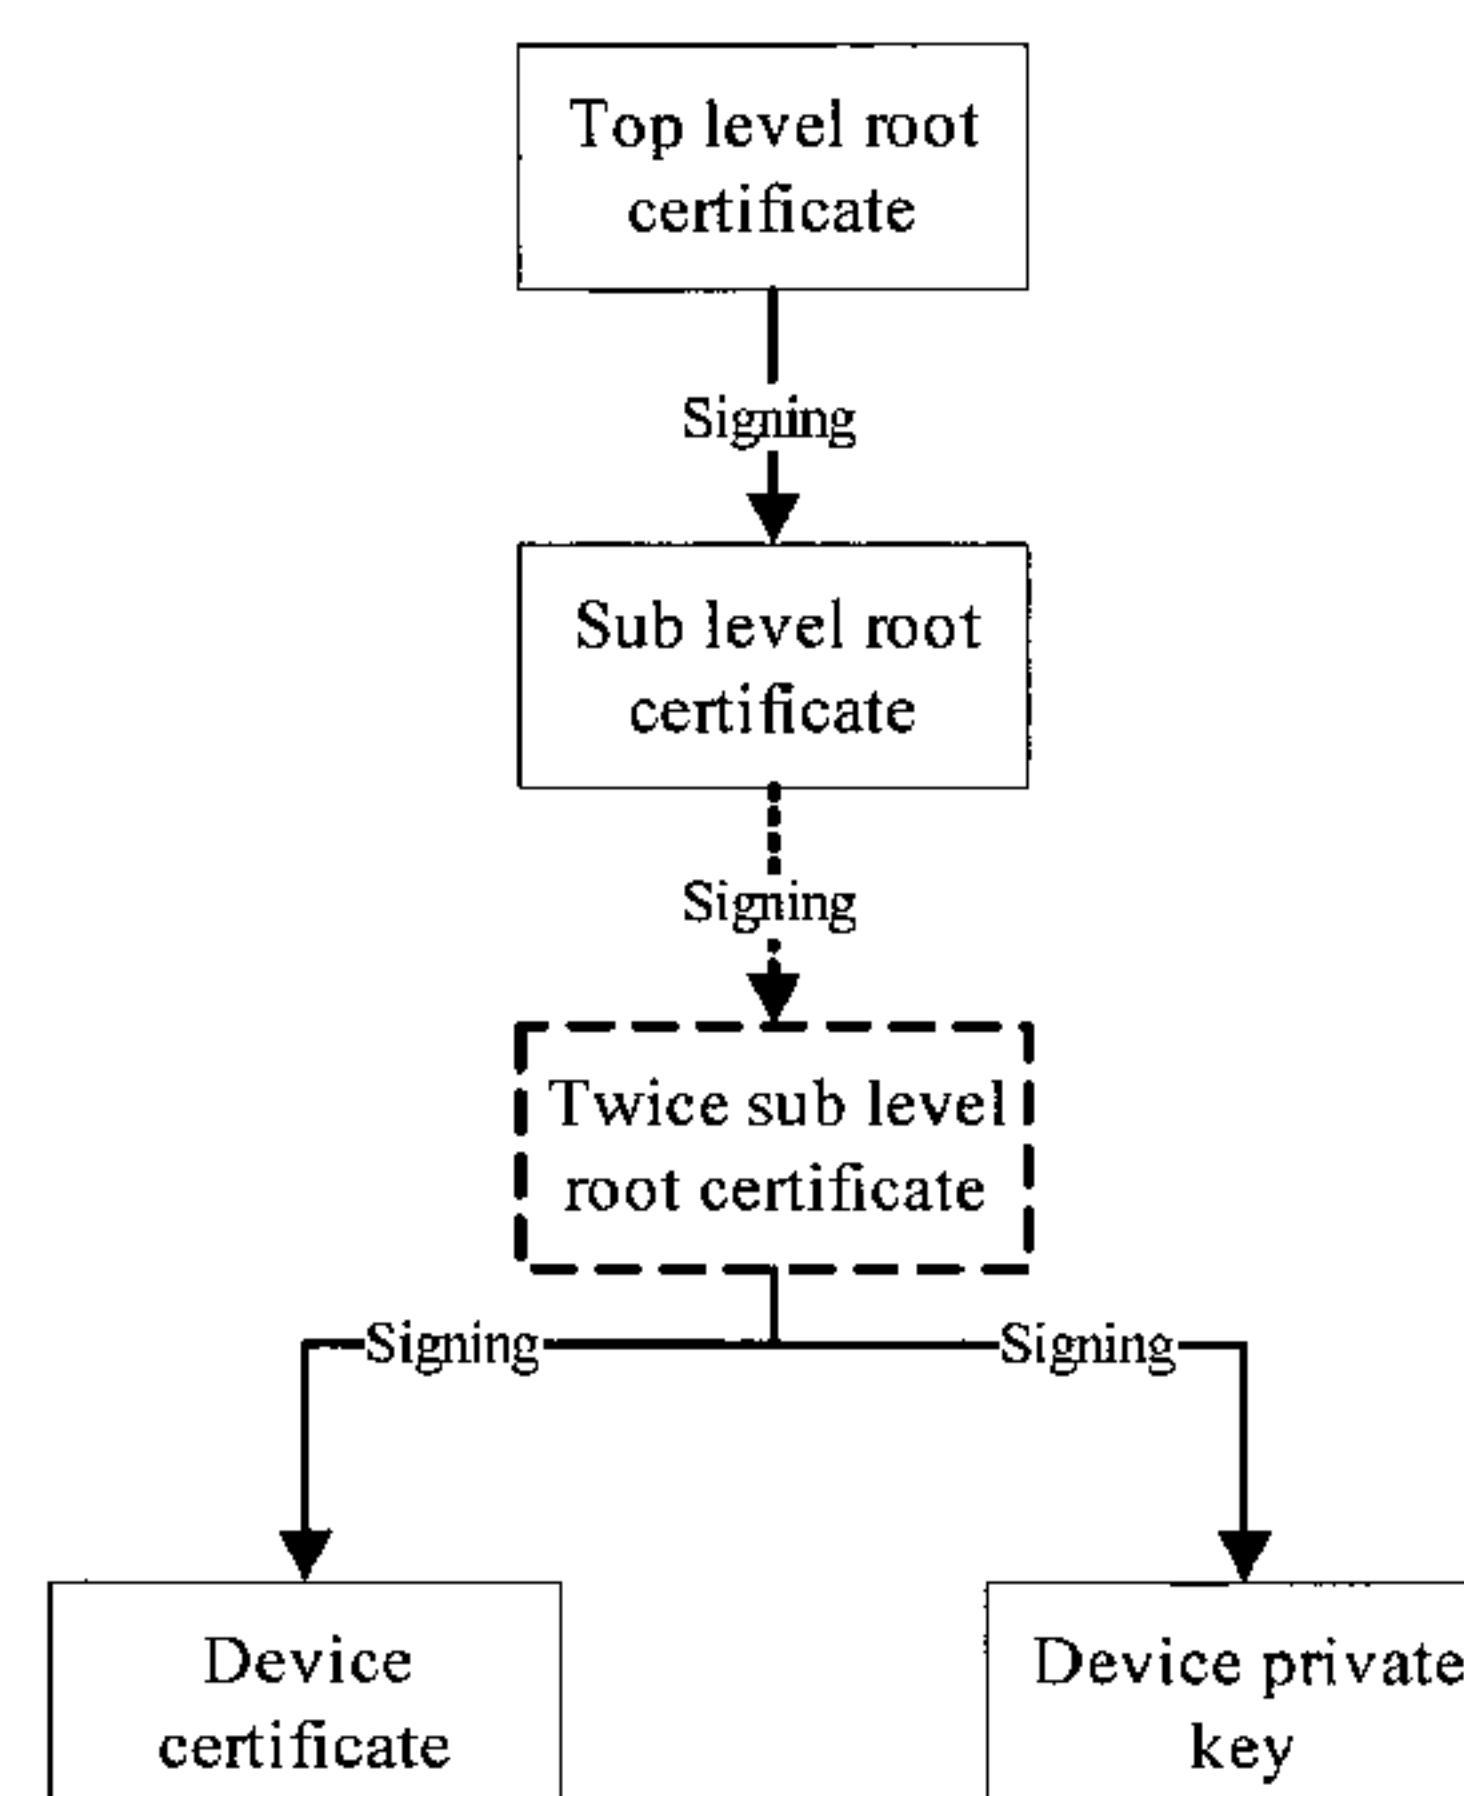 Top level root
certificate
Signing
Sub level root
certificate
Signing
Twice sub level
root certificate
Signing
Signing
Device
certificate
Device private
key